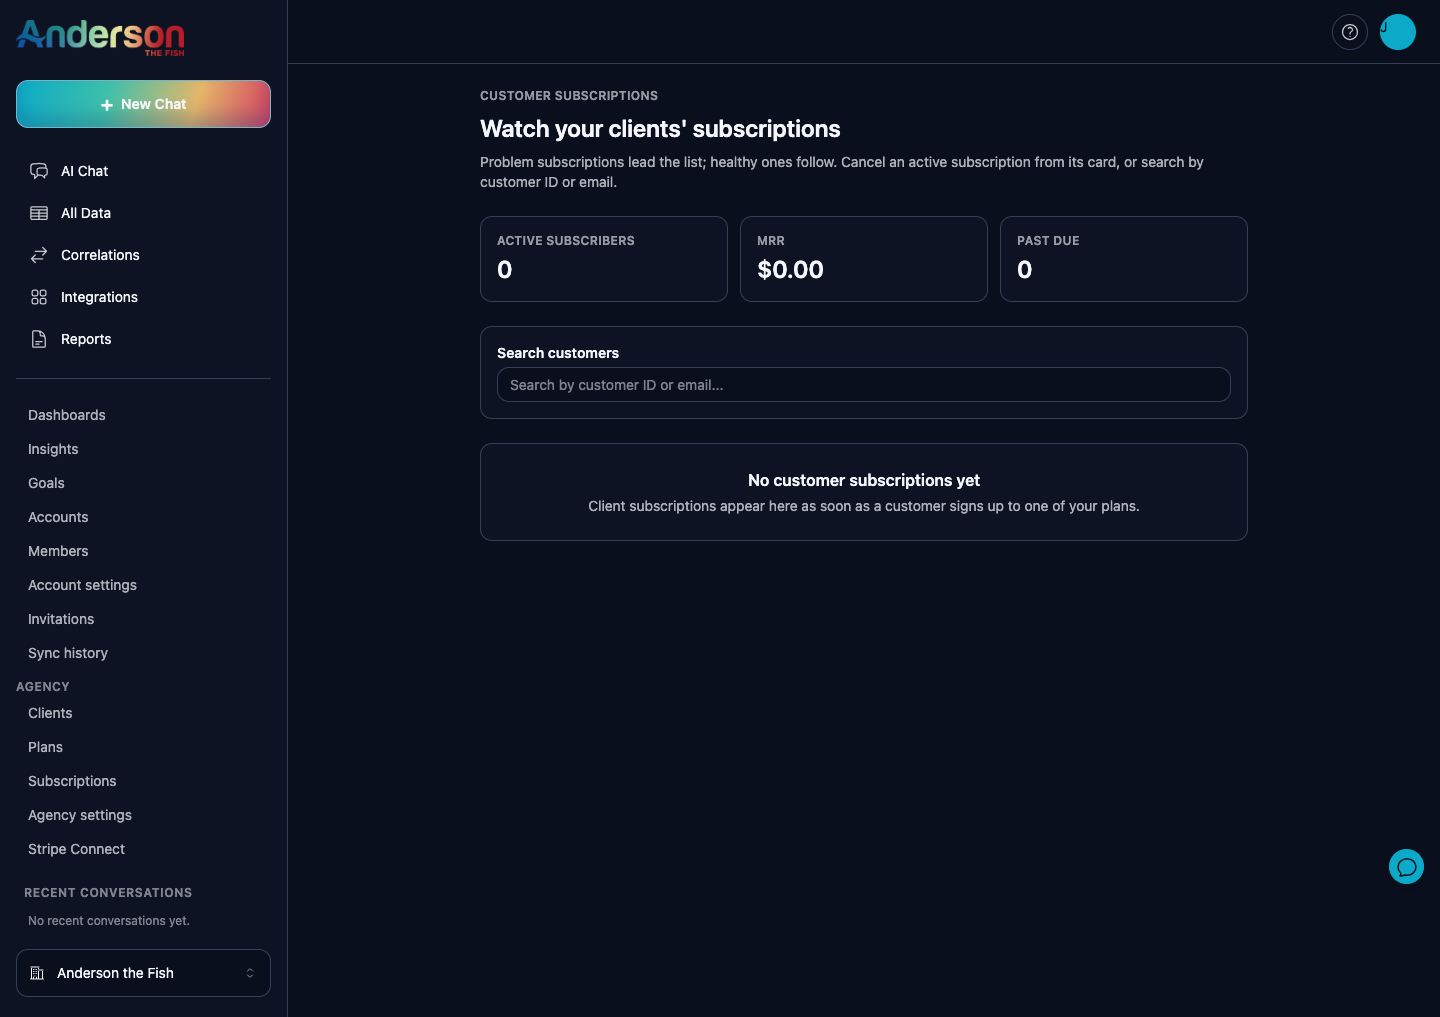 Anderson
THE FISH
New Chat
AI Chat
All Data
Correlations
Integrations
Reports
Dashboards
Insights
Goals
Accounts
Members
Account settings
Invitations
Sync history
AGENCY
Clients
Plans
Subscriptions
Agency settings
Stripe Connect
RECENT CONVERSATIONS
No recent conversations yet.
Anderson the Fish
J
CUSTOMER SUBSCRIPTIONS
Watch your clients' subscriptions
Problem subscriptions lead the list; healthy ones follow. Cancel an active subscription from its card, or search by
customer ID or email.
ACTIVE SUBSCRIBERS
0
MRR
$0.00
PAST DUE
0
Search customers
Search by customer ID or email...
No customer subscriptions yet
Client subscriptions appear here as soon as a customer signs up to one of your plans.